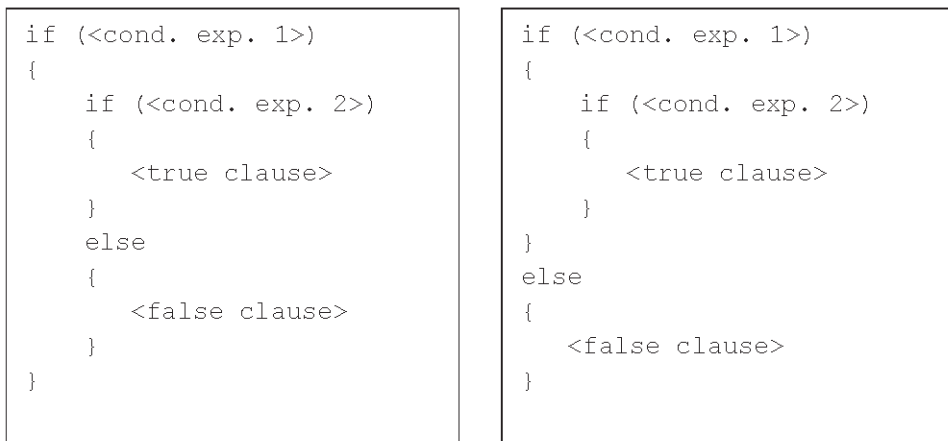 if (<cond. exp. 1>)
{
    if (<cond. exp. 2>)
    {
       <true clause>
    }
    else
    {
       <false clause>
    }
}
if (<cond. exp. 1>)
{
    if (<cond. exp. 2>)
    {
       <true clause>
    }
}
else
{
   <false clause>
}